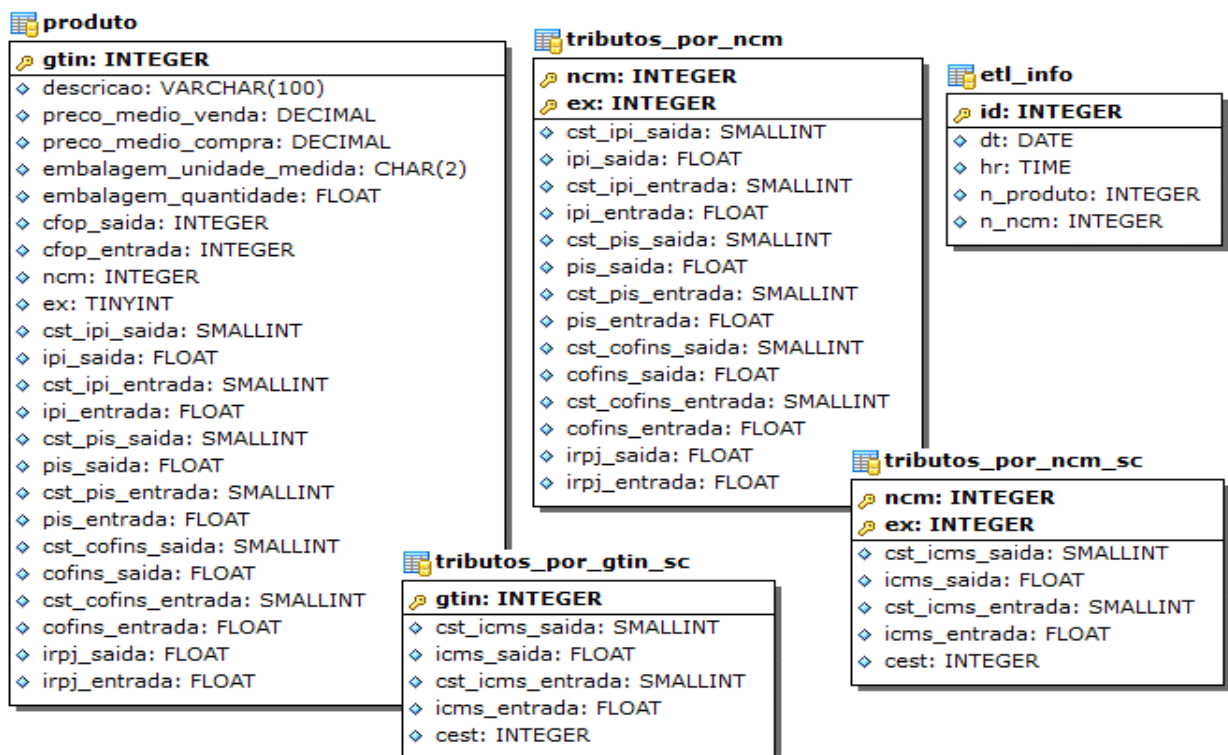 produto
gtin: INTEGER
descricao: VARCHAR(100)
preco_medio_venda: DECIMAL
preco_medio_compra: DECIMAL
embalagem_unidade_medida: CHAR(2)
embalagem_quantidade: FLOAT
cfop_saida: INTEGER
cfop_entrada: INTEGER
ncm: INTEGER
ex: TINYINT
cst_ipi_saida: SMALLINT
ipi_saida: FLOAT
cst_ipi_entrada: SMALLINT
ipi_entrada: FLOAT
cst_pis_saida: SMALLINT
pis_saida: FLOAT
cst_pis_entrada: SMALLINT
pis_entrada: FLOAT
cst_cofins_saida: SMALLINT
cofins_saida: FLOAT
cst_cofins_entrada: SMALLINT
cofins_entrada: FLOAT
irpj_saida: FLOAT
irpj_entrada: FLOAT
tributos_por_ncm
ncm: INTEGER
ex: INTEGER
cst_ipi_saida: SMALLINT
ipi_saida: FLOAT
cst_ipi_entrada: SMALLINT
ipi_entrada: FLOAT
cst_pis_saida: SMALLINT
pis_saida: FLOAT
cst_pis_entrada: SMALLINT
pis_entrada: FLOAT
cst_cofins_saida: SMALLINT
cofins_saida: FLOAT
cst_cofins_entrada: SMALLINT
cofins_entrada: FLOAT
irpj_saida: FLOAT
irpj_entrada: FLOAT
etl_info
id: INTEGER
dt: DATE
hr: TIME
n_produto: INTEGER
n_ncm: INTEGER
tributos_por_gtin_sc
gtin: INTEGER
cst_icms_saida: SMALLINT
icms_saida: FLOAT
cst_icms_entrada: SMALLINT
icms_entrada: FLOAT
cest: INTEGER
tributos_por_ncm_sc
ncm: INTEGER
ex: INTEGER
cst_icms_saida: SMALLINT
icms_saida: FLOAT
cst_icms_entrada: SMALLINT
icms_entrada: FLOAT
cest: INTEGER